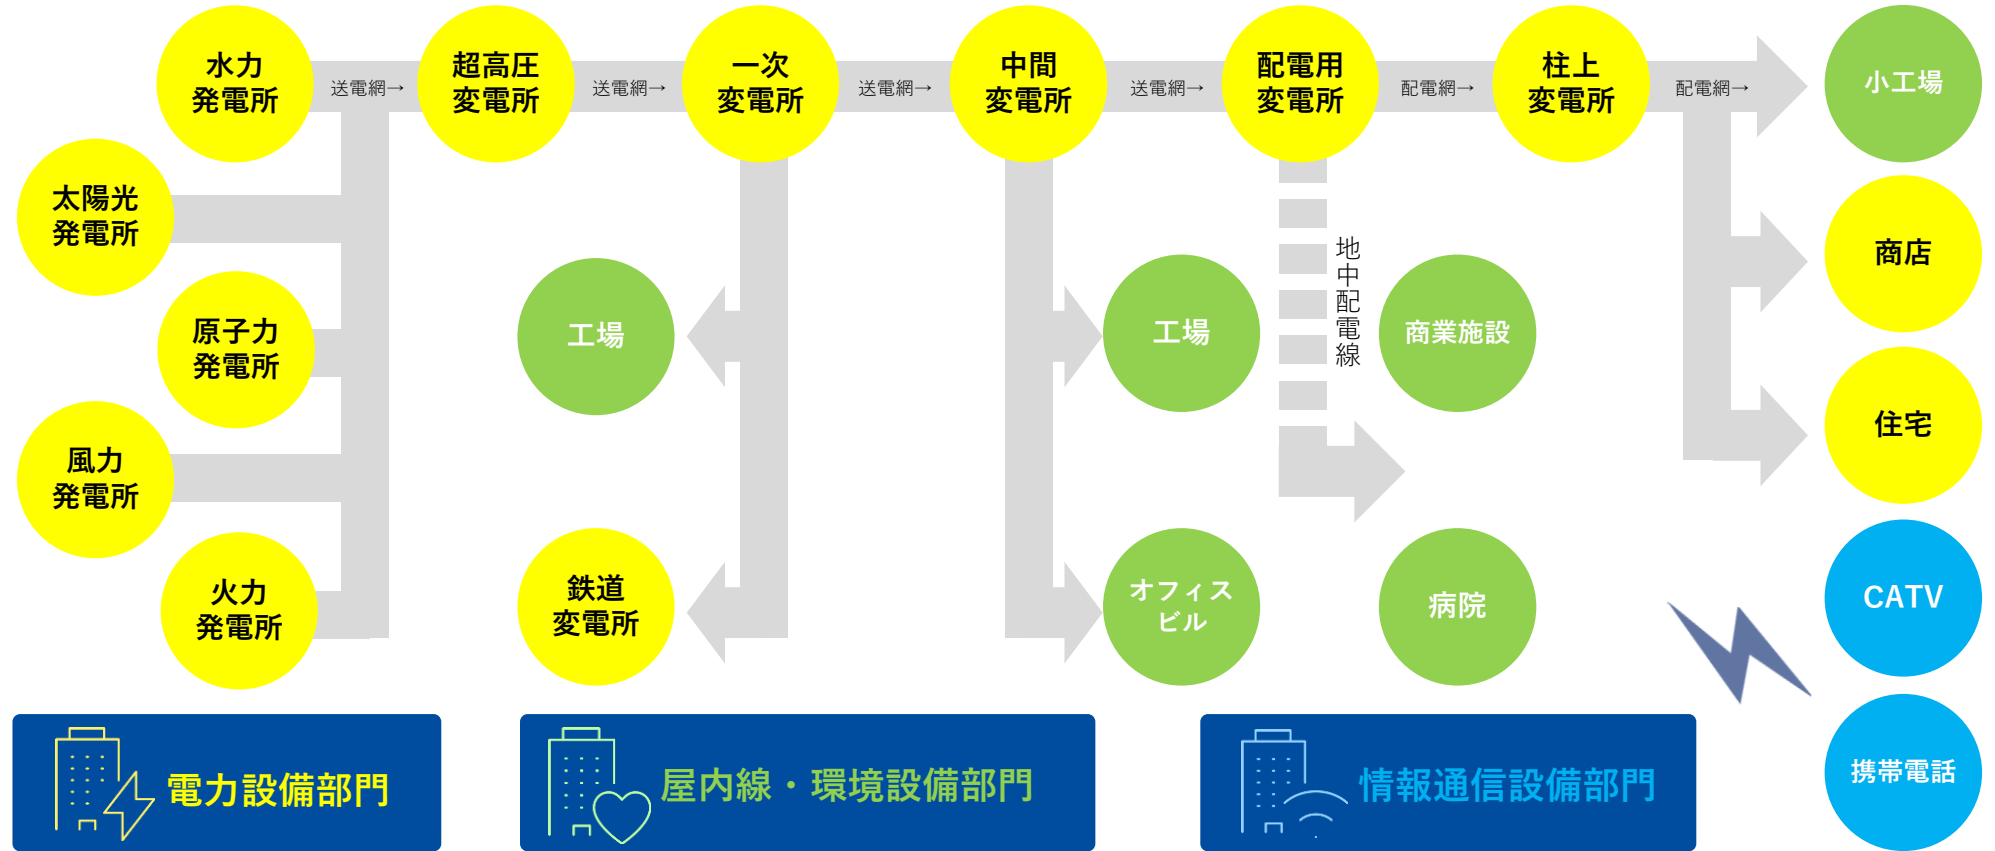 水力
発電所
送電網→
超高圧
変電所
送電網→
一次
変電所
送電網→
中間
変電所
送電網→
配電用
変電所
配電網→
柱上
変電所
配電網→
小工場
太陽光
発電所
原子力
発電所
風力
発電所
火力
発電所
工場
鉄道
変電所
工場
オフィス
ビル
地中配電線
商業施設
病院
商店
住宅
CATV
携帯電話
電力設備部門
屋内線・環境設備部門
情報通信設備部門